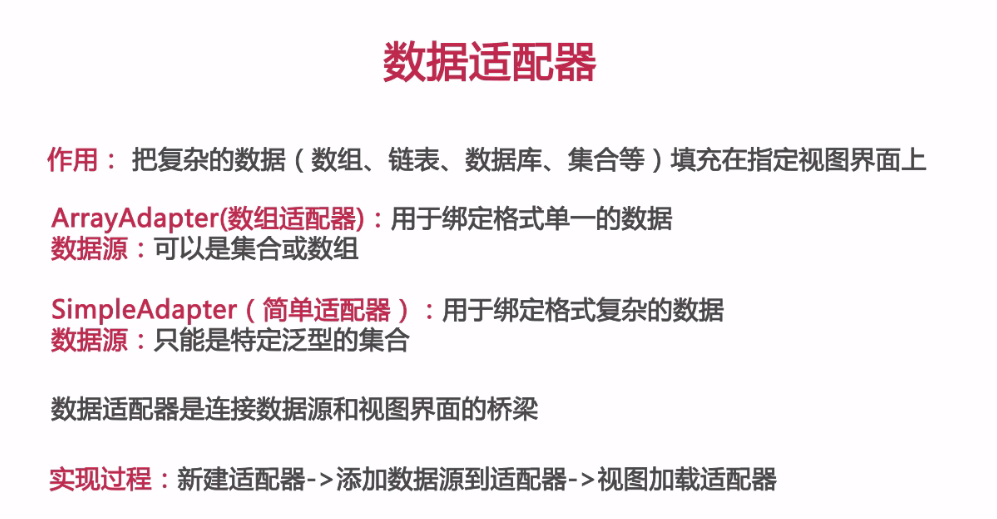 数据适配器
作用： 把复杂的数据（数组、链表、数据库、集合等）填充在指定视图界面上
ArrayAdapter(数组适配器)：用于绑定格式单一的数据
数据源：可以是集合或数组
SimpleAdapter（简单适配器）：用于绑定格式复杂的数据
数据源：只能是特定泛型的集合
数据适配器是连接数据源和视图界面的桥梁
实现过程：新建适配器->添加数据源到适配器->视图加载适配器